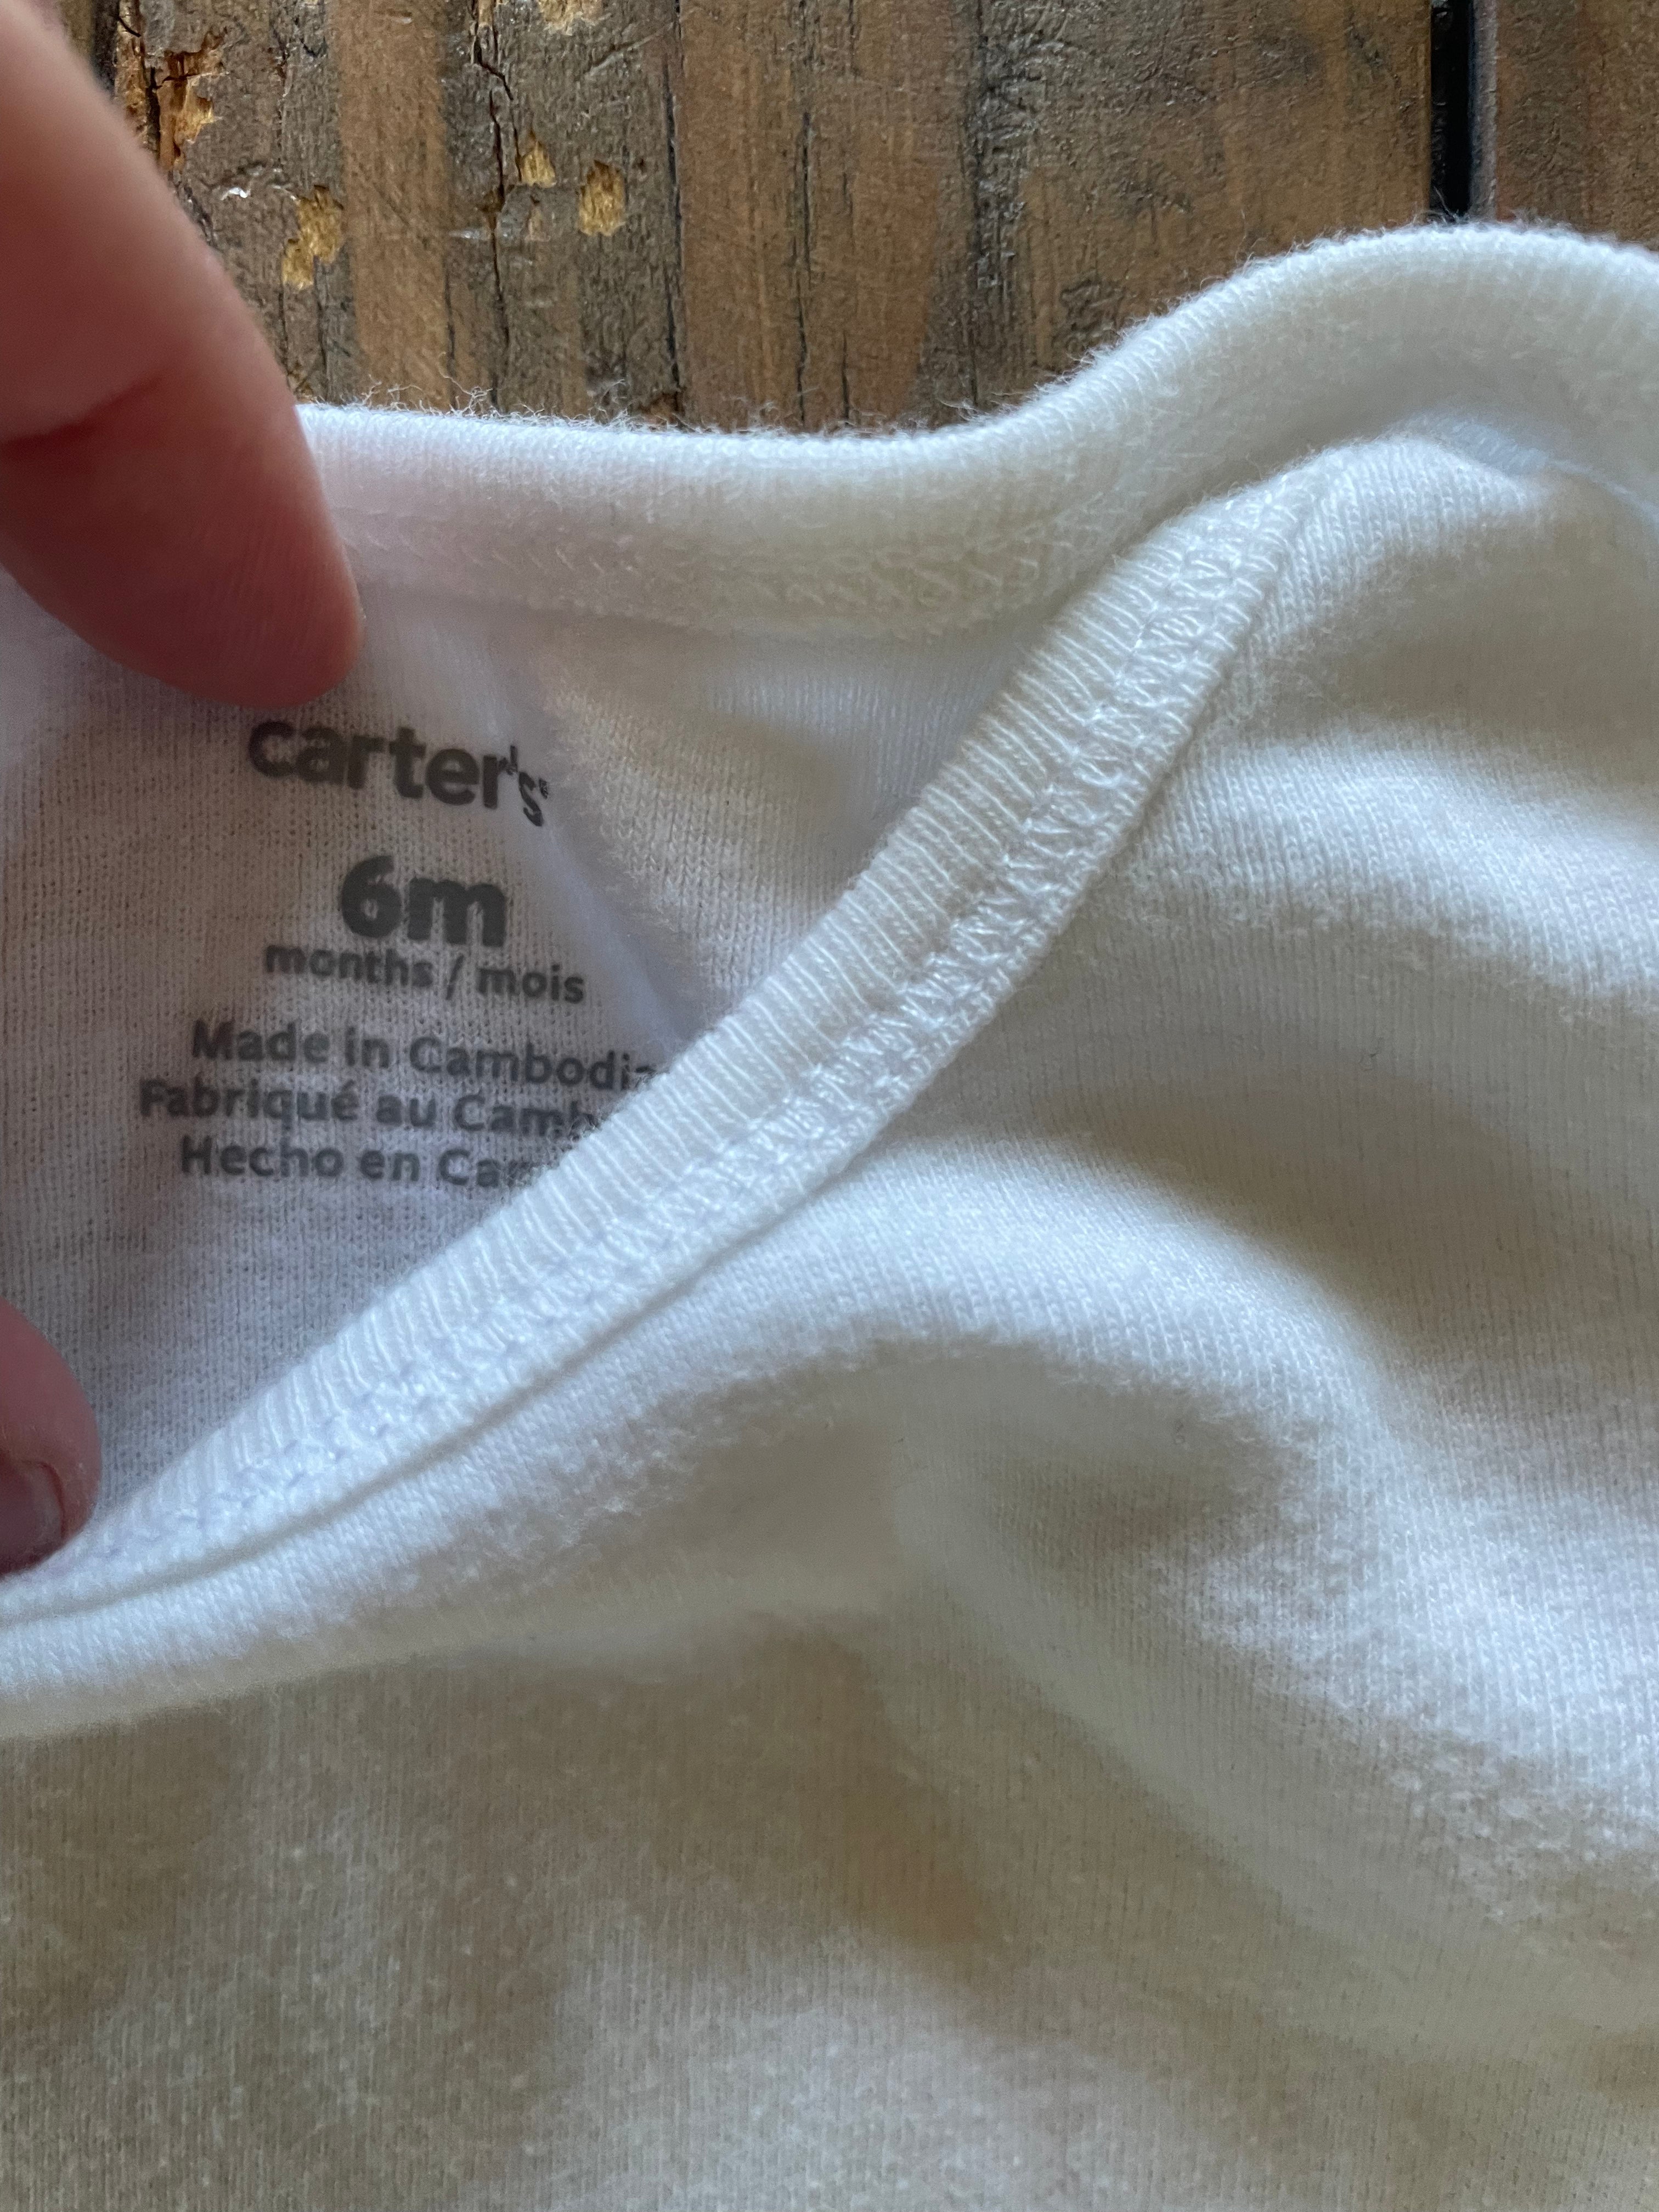 carter's
6m
months / mois
Made in Cambodia
Fabriqué au
Hecho en